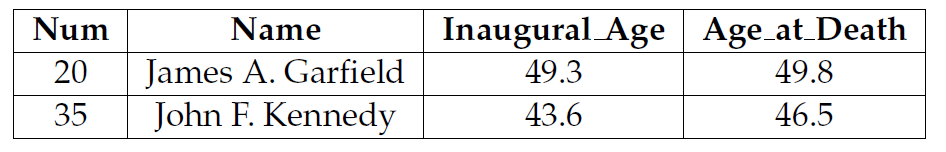 Num Name Inaugural_Age Age_at_Death
20 James A. Garfield 49.3 49.8
35 John F. Kennedy 43.6 46.5